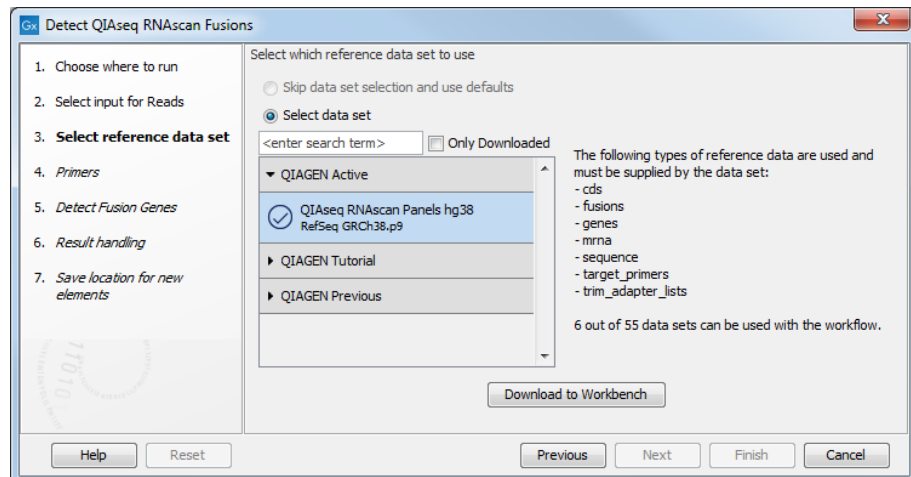 Gx Detect QIAseq RNAscan Fusions
x
1. Choose where to run
2. Select input for Reads
3. Select reference data set
4. Primers
5. Detect Fusion Genes
6. Result handling
7. Save location for new
elements
Select which reference data set to use
Skip data set selection and use defaults
Select data set
<enter search term> Only Downloaded
QIAGEN Active
QIAseq RNAscan Panels hg38
RefSeq GRCh38.p9
QIAGEN Tutorial
QIAGEN Previous
The following types of reference data are used and
must be supplied by the data set:
- cds
- fusions
- genes
- mrna
- sequence
- target_primers
- trim_adapter_lists
6 out of 55 data sets can be used with the workflow.
Download to Workbench
Help Reset Previous Next Finish Cancel